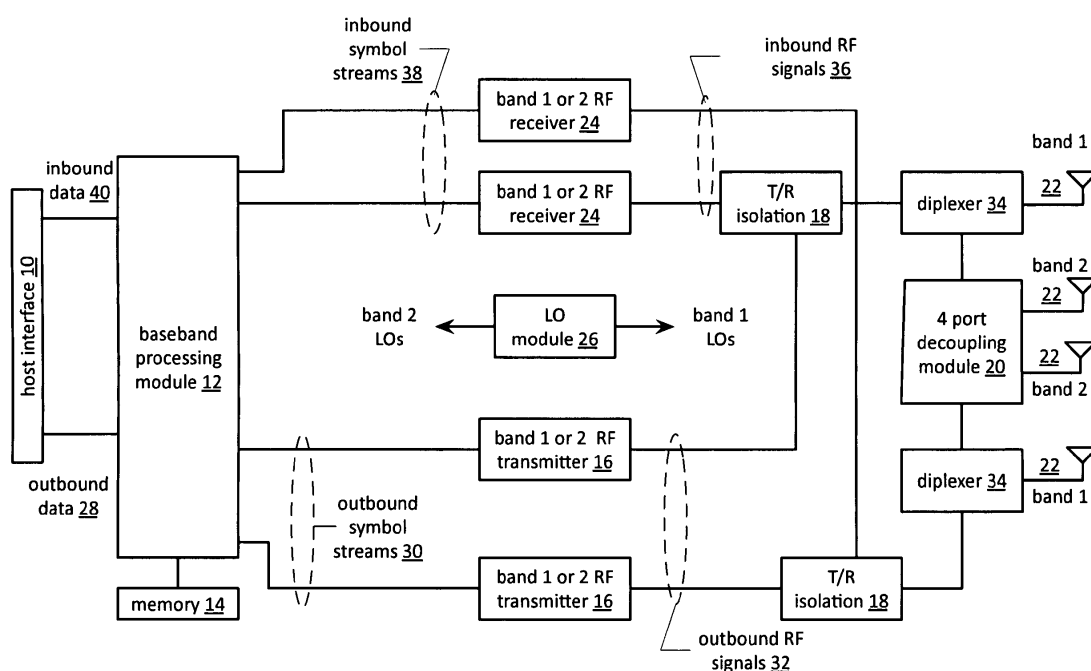 inbound
symbol
streams 38
inbound RF
signals 36
band 1 or 2 RF
receiver 24
band 1
inbound
data 40
22
T/R
isolation 18
diplexer 34
band 1 or 2 RF
receiver 24
host interface 10
baseband
processing
module 12
band 2
LOs
LO
module 26
band 1
LOs
band 2
22
4 port
decoupling
module 20
22
band 2
band 1 or 2 RF
transmitter 16
22
diplexer 34
band 1
outbound
data 28
outbound
symbol
streams 30
band 1 or 2 RF
transmitter 16
T/R
isolation 18
memory 14
outbound RF
signals 32